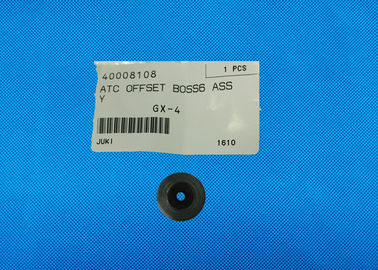 40008108
1 PCS
ATC OFFSET BOSS6 ASS
Y
GX-4
JUKI
1610